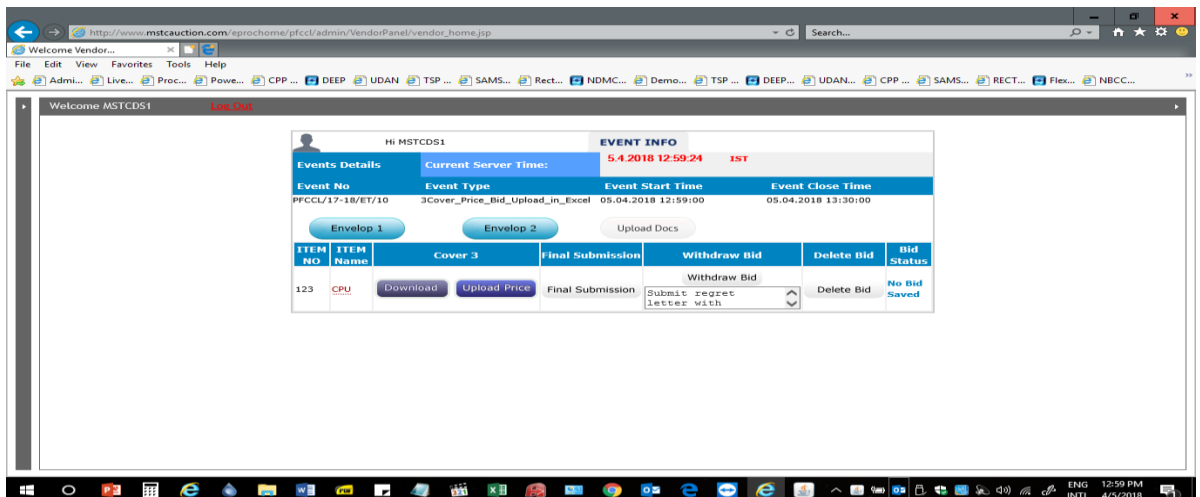 http://www.mstcauction.com/eprochome/pfccl/admin/VendorPanel/vendor_home.jsp
Search...
Welcome Vendor...
File Edit View Favorites Tools Help
Admi... Live... Proc... Powe... CPP ... DEEP UDAN TSP ... SAMS... Rect... NDMC... Demo... TSP ... DEEP... UDAN... CPP ... SAMS... RECT... Flex... NBCC...
Welcome MSTCDS1 Log Out
Hi MSTCDS1 EVENT INFO
Events Details Current Server Time: 5.4.2018 12:59:24 IST
Event No Event Type Event Start Time Event Close Time
PFCCL/17-18/ET/10 3Cover_Price_Bid_Upload_in_Excel 05.04.2018 12:59:00 05.04.2018 13:30:00
Envelop 1 Envelop 2 Upload Docs
ITEM NO ITEM Name Cover 3 Final Submission Withdraw Bid Delete Bid Bid Status
123 CPU Download Upload Price Final Submission Withdraw Bid Delete Bid No Bid Saved
Submit regret
letter with
ENG 12:59 PM
INTL 4/5/2018